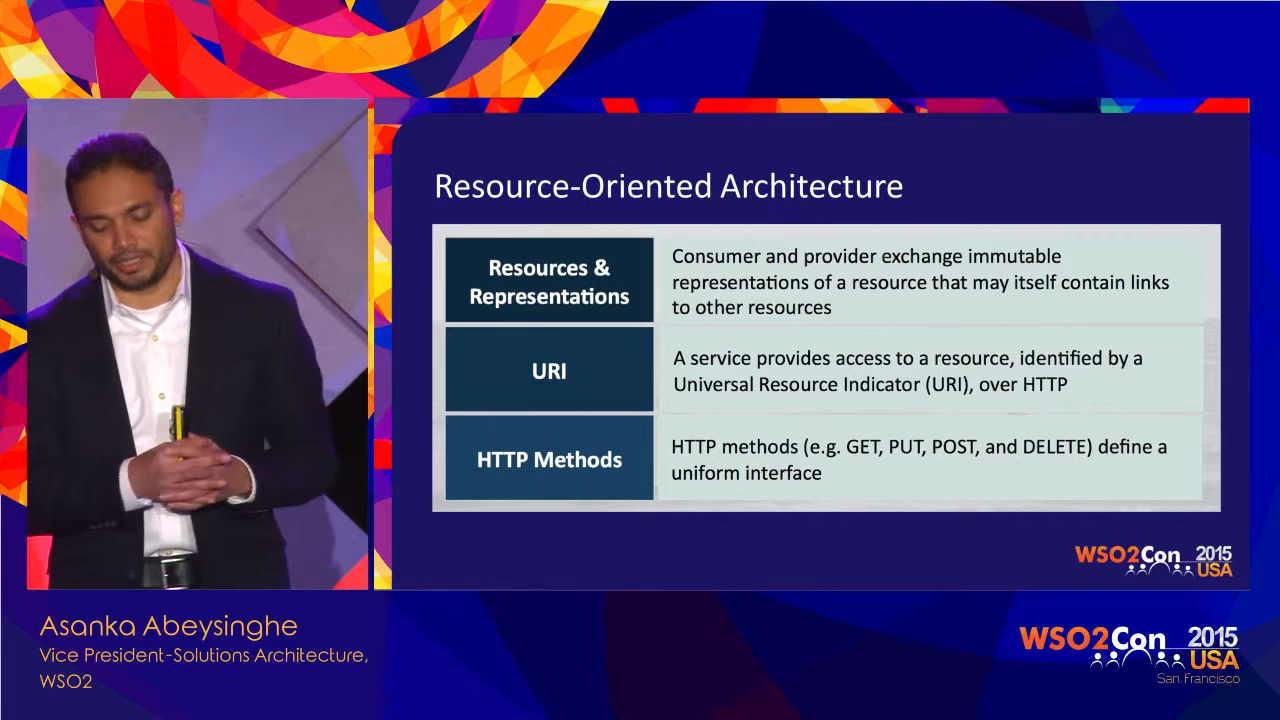 Resource-Oriented Architecture
Resources &
Representations
Consumer and provider exchange immutable
representations of a resource that may itself contain links
to other resources
URI
A service provides access to a resource, identified by a
Universal Resource Indicator (URI), over HTTP
HTTP Methods
HTTP methods (e.g. GET, PUT, POST, and DELETE) define a
uniform interface
WSO2Con 2015
USA
Asanka Abeysinghe
Vice President-Solutions Architecture,
WSO2
WSO2Con 2015
USA
San Francisco